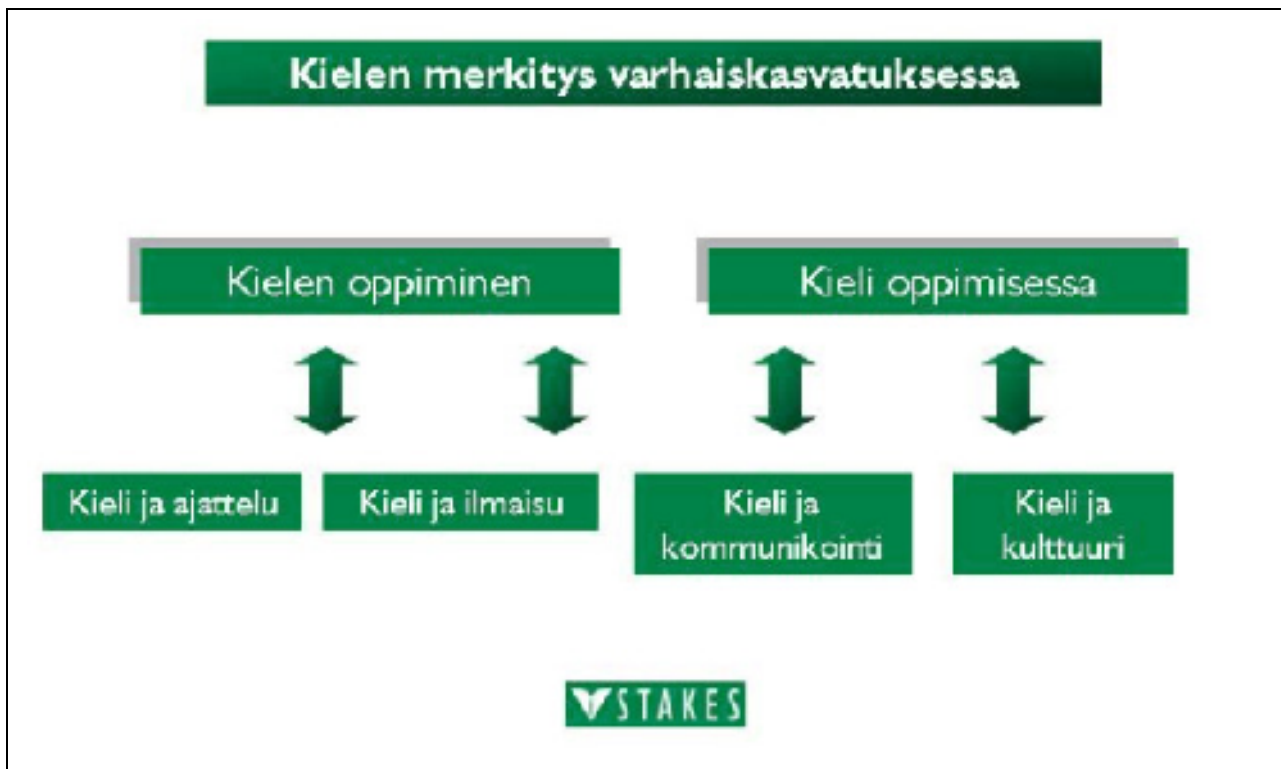 Kielen merkitys varhaiskasvatuksessa
Kielen oppiminen
Kieli oppimisessa
Kieli ja ajattelu
Kieli ja ilmaisu
Kieli ja
kommunikointi
Kieli ja
kulttuuri
STAKES